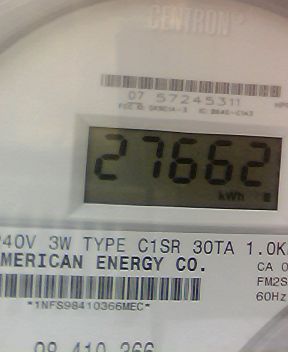 CENTRON®
07 57245311
27662
kWh
240V 3W TYPE C1SR 30TA 1.0K
AMERICAN ENERGY CO.
CA 0
FM2S
60Hz
*1NFS98410366MEC*
98 410 366